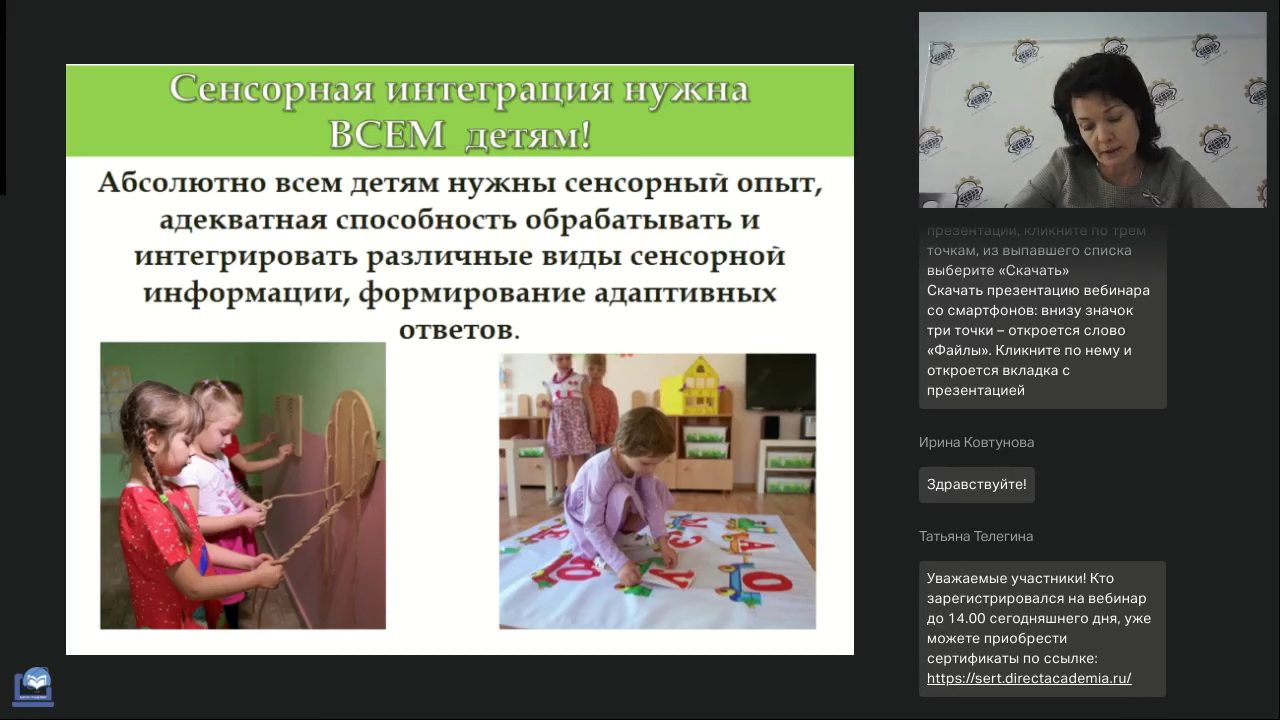 Сенсорная интеграция нужна
ВСЕМ детям!
Абсолютно всем детям нужны сенсорный опыт,
адекватная способность обрабатывать и
интегрировать различные виды сенсорной
информации, формирование адаптивных
ответов.
презентации, кликните по трем
точкам, из выпавшего списка
выберите «Скачать»
Скачать презентацию вебинара
со смартфонов: внизу значок
три точки – откроется слово
«Файлы». Кликните по нему и
откроется вкладка с
презентацией
Ирина Ковтунова
Здравствуйте!
Татьяна Телегина
Уважаемые участники! Кто
зарегистрировался на вебинар
до 14.00 сегодняшнего дня, уже
можете приобрести
сертификаты по ссылке:
https://sert.directacademia.ru/